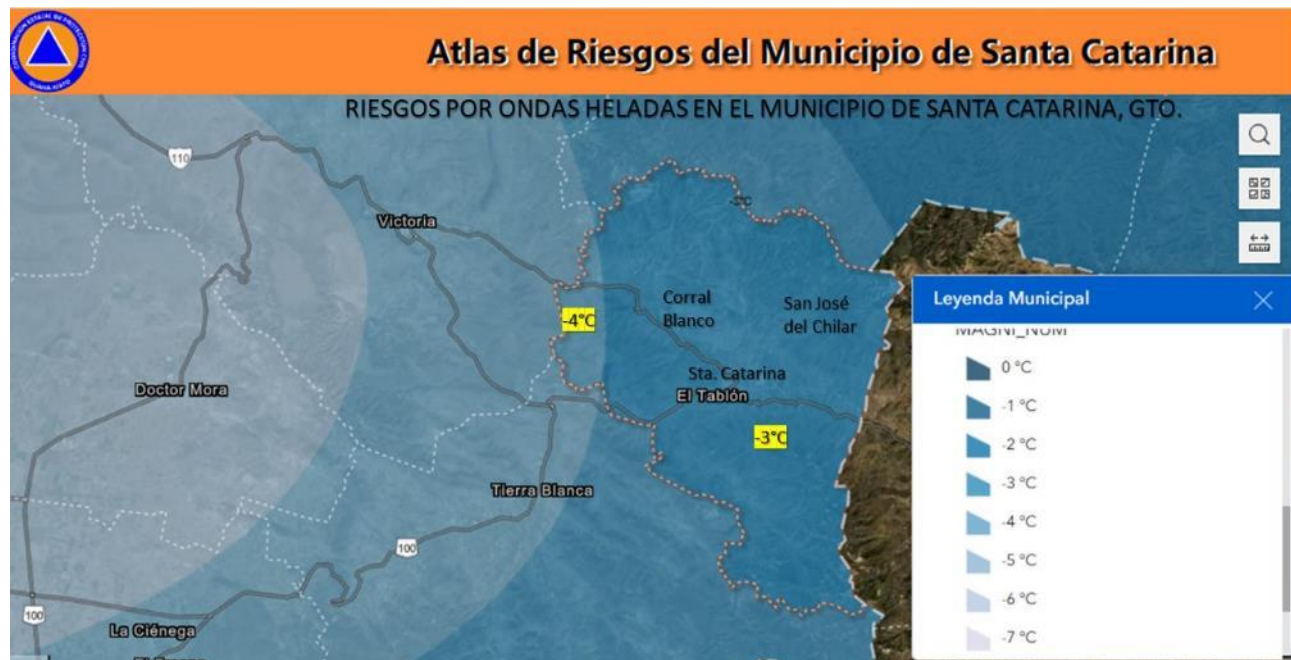 Atlas de Riesgos del Municipio de Santa Catarina
RIESGOS POR ONDAS HELADAS EN EL MUNICIPIO DE SANTA CATARINA, GTO.
110
Victoria
-4°C
Corral
Blanco
San José
del Chilar
Sta. Catarina
El Tablón
Doctor Mora
-3°C
Tierra Blanca
100
100
La Ciénega
Leyenda Municipal
MAGNI_NUM
0 °C
-1 °C
-2 °C
-3 °C
-4 °C
-5 °C
-6 °C
-7 °C